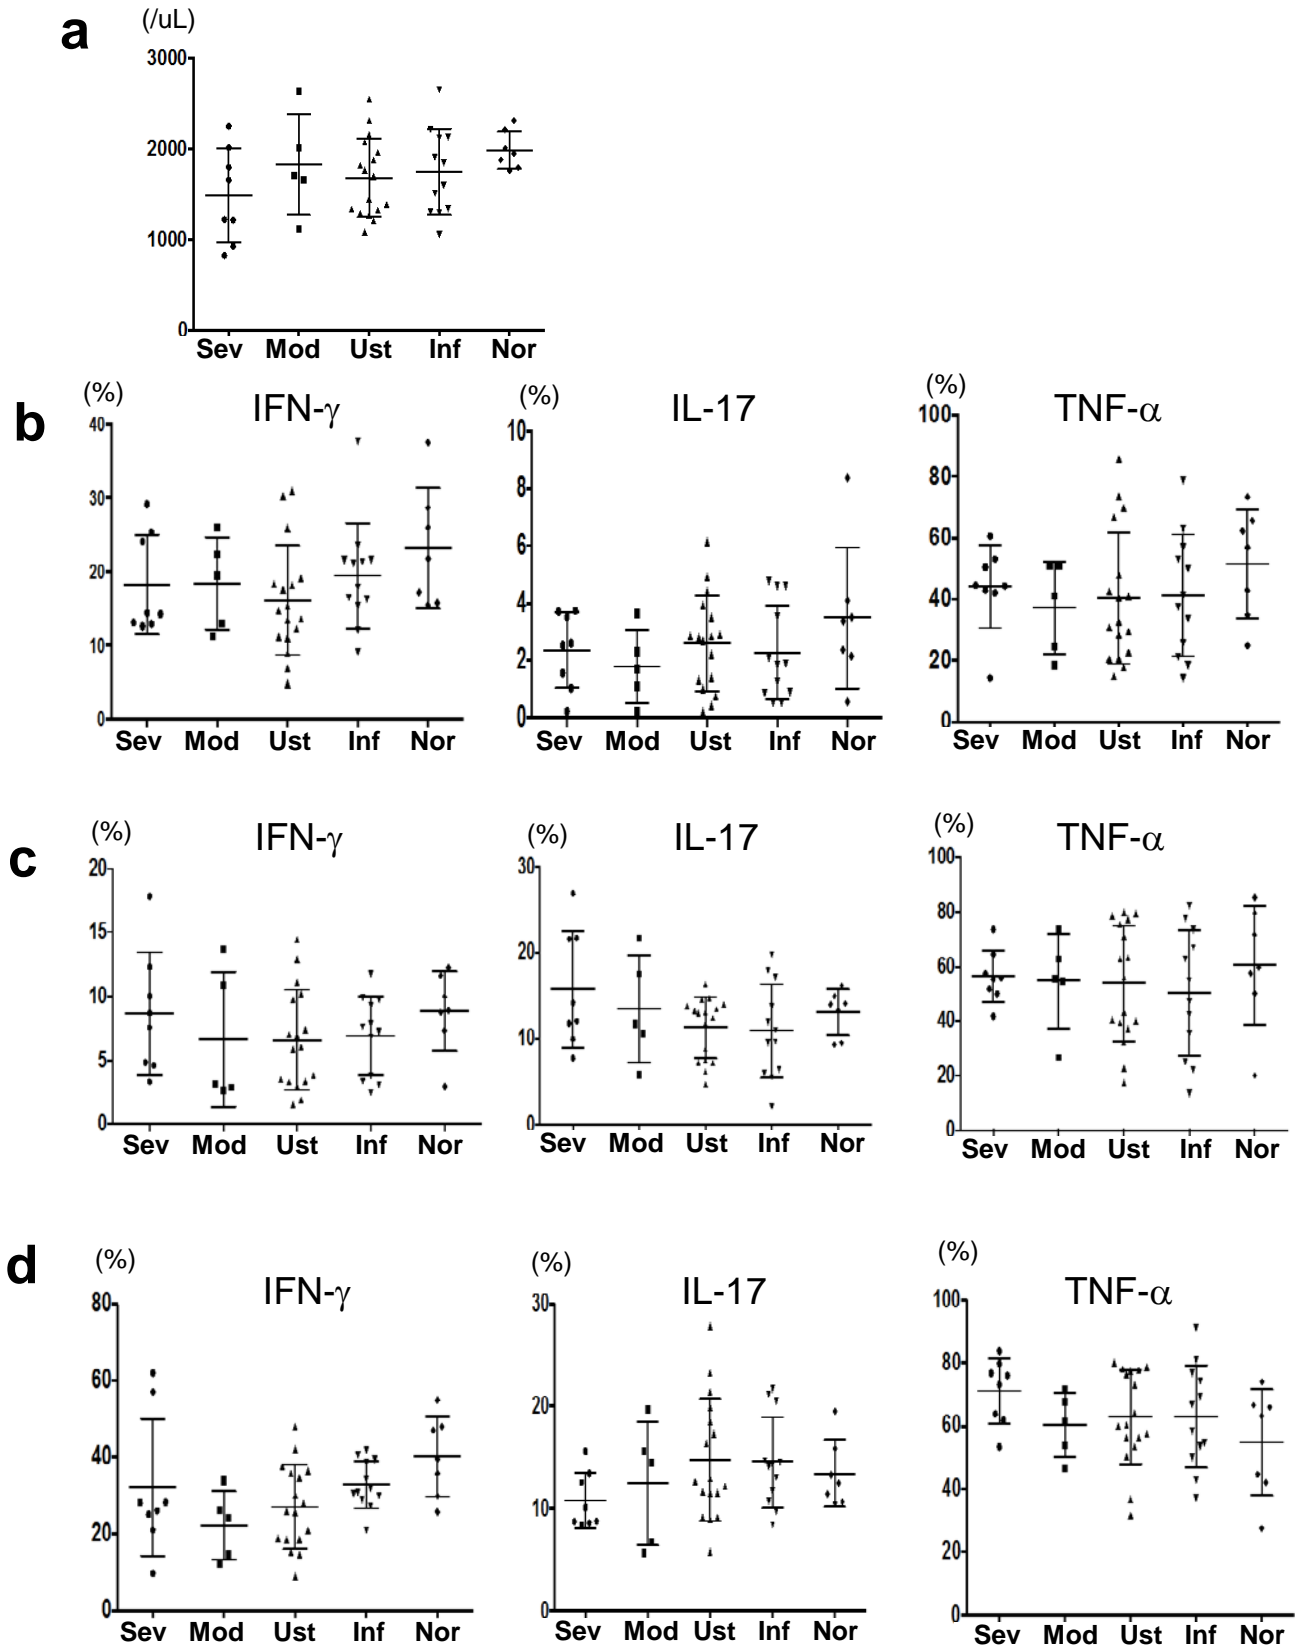 a
(/uL)
3000
2000
1000
0
Sev Mod Ust Inf Nor
b
(%) IFN-γ
40
30
20
10
0
Sev Mod Ust Inf Nor
(%) IL-17
10
8
6
4
2
0
Sev Mod Ust Inf Nor
(%) TNF-α
100
80
60
40
20
0
Sev Mod Ust Inf Nor
c
(%) IFN-γ
20
15
10
5
0
Sev Mod Ust Inf Nor
(%) IL-17
30
20
10
0
Sev Mod Ust Inf Nor
(%) TNF-α
100
80
60
40
20
0
Sev Mod Ust Inf Nor
d
(%) IFN-γ
80
60
40
20
0
Sev Mod Ust Inf Nor
(%) IL-17
30
20
10
0
Sev Mod Ust Inf Nor
(%) TNF-α
100
80
60
40
20
0
Sev Mod Ust Inf Nor